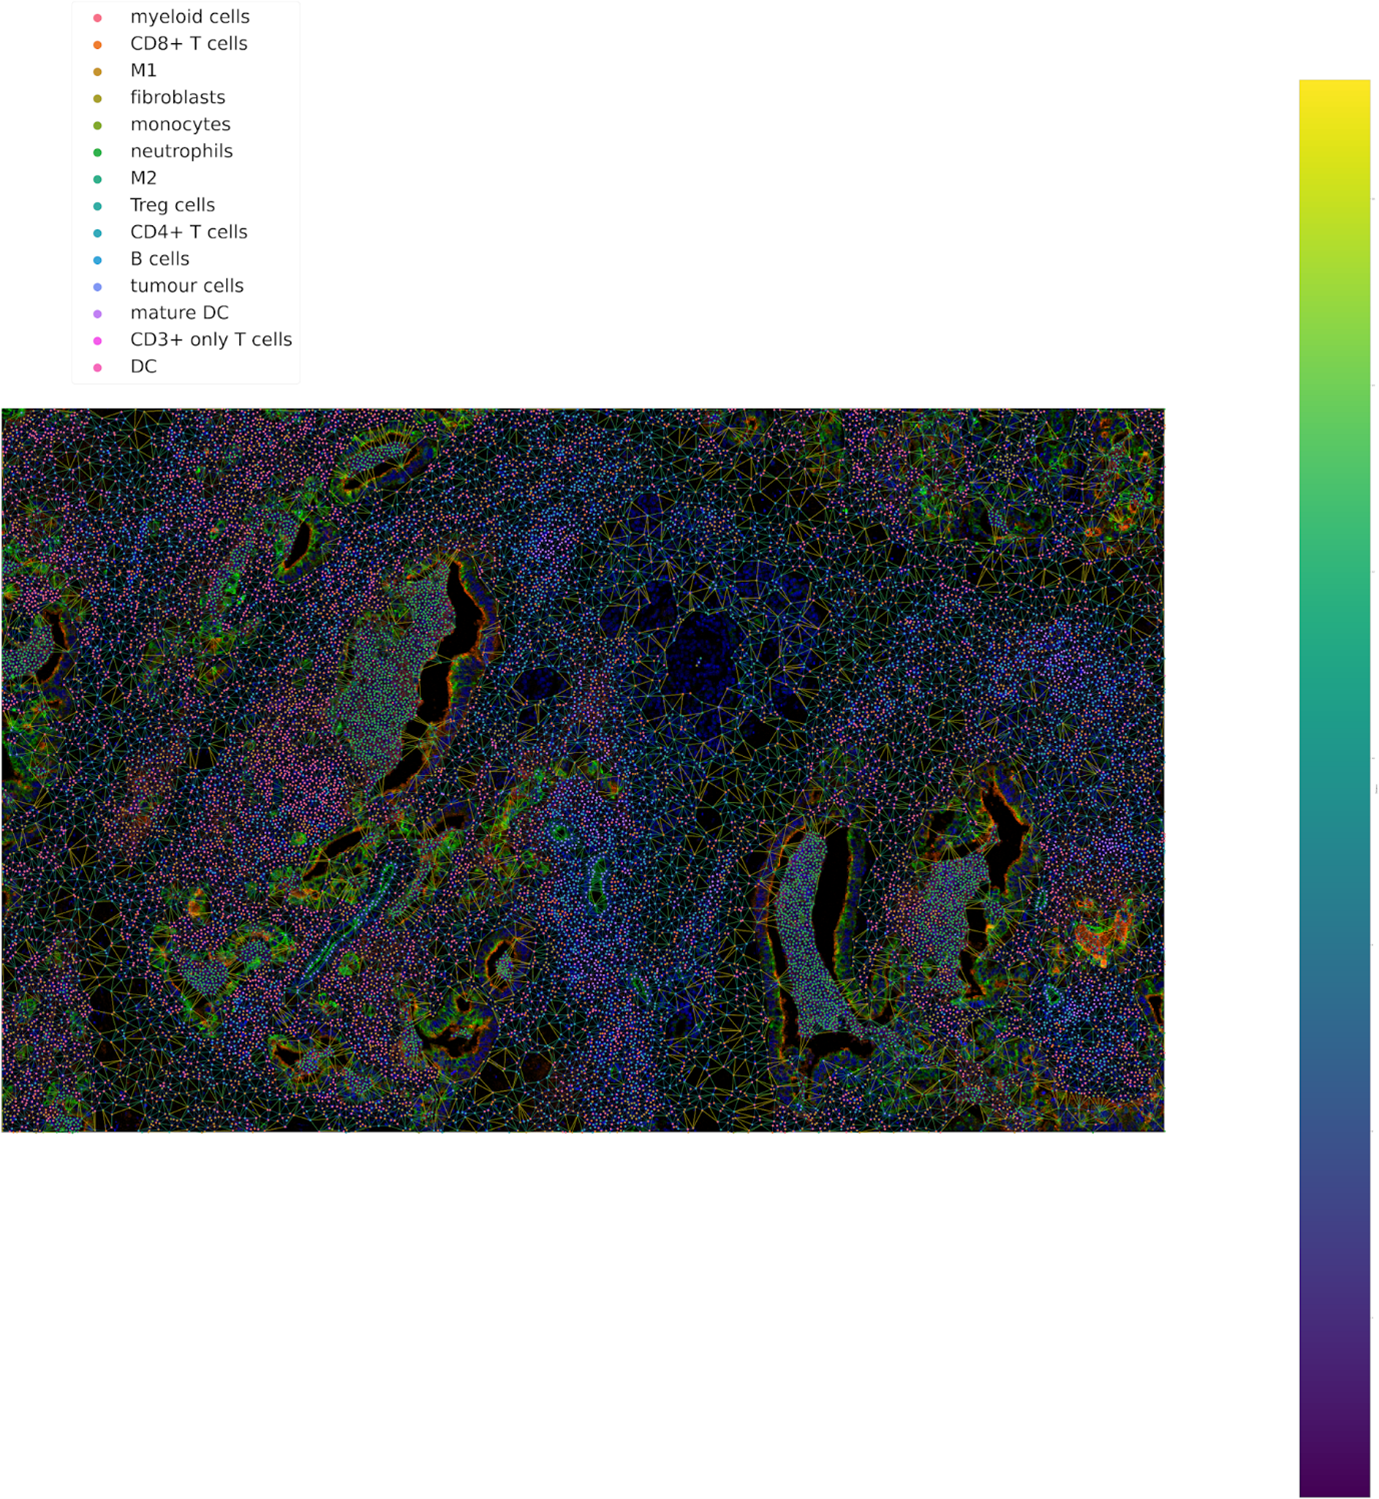 myeloid cells
CD8+ T cells
M1
fibroblasts
monocytes
neutrophils
M2
Treg cells
CD4+ T cells
B cells
tumour cells
mature DC
CD3+ only T cells
DC